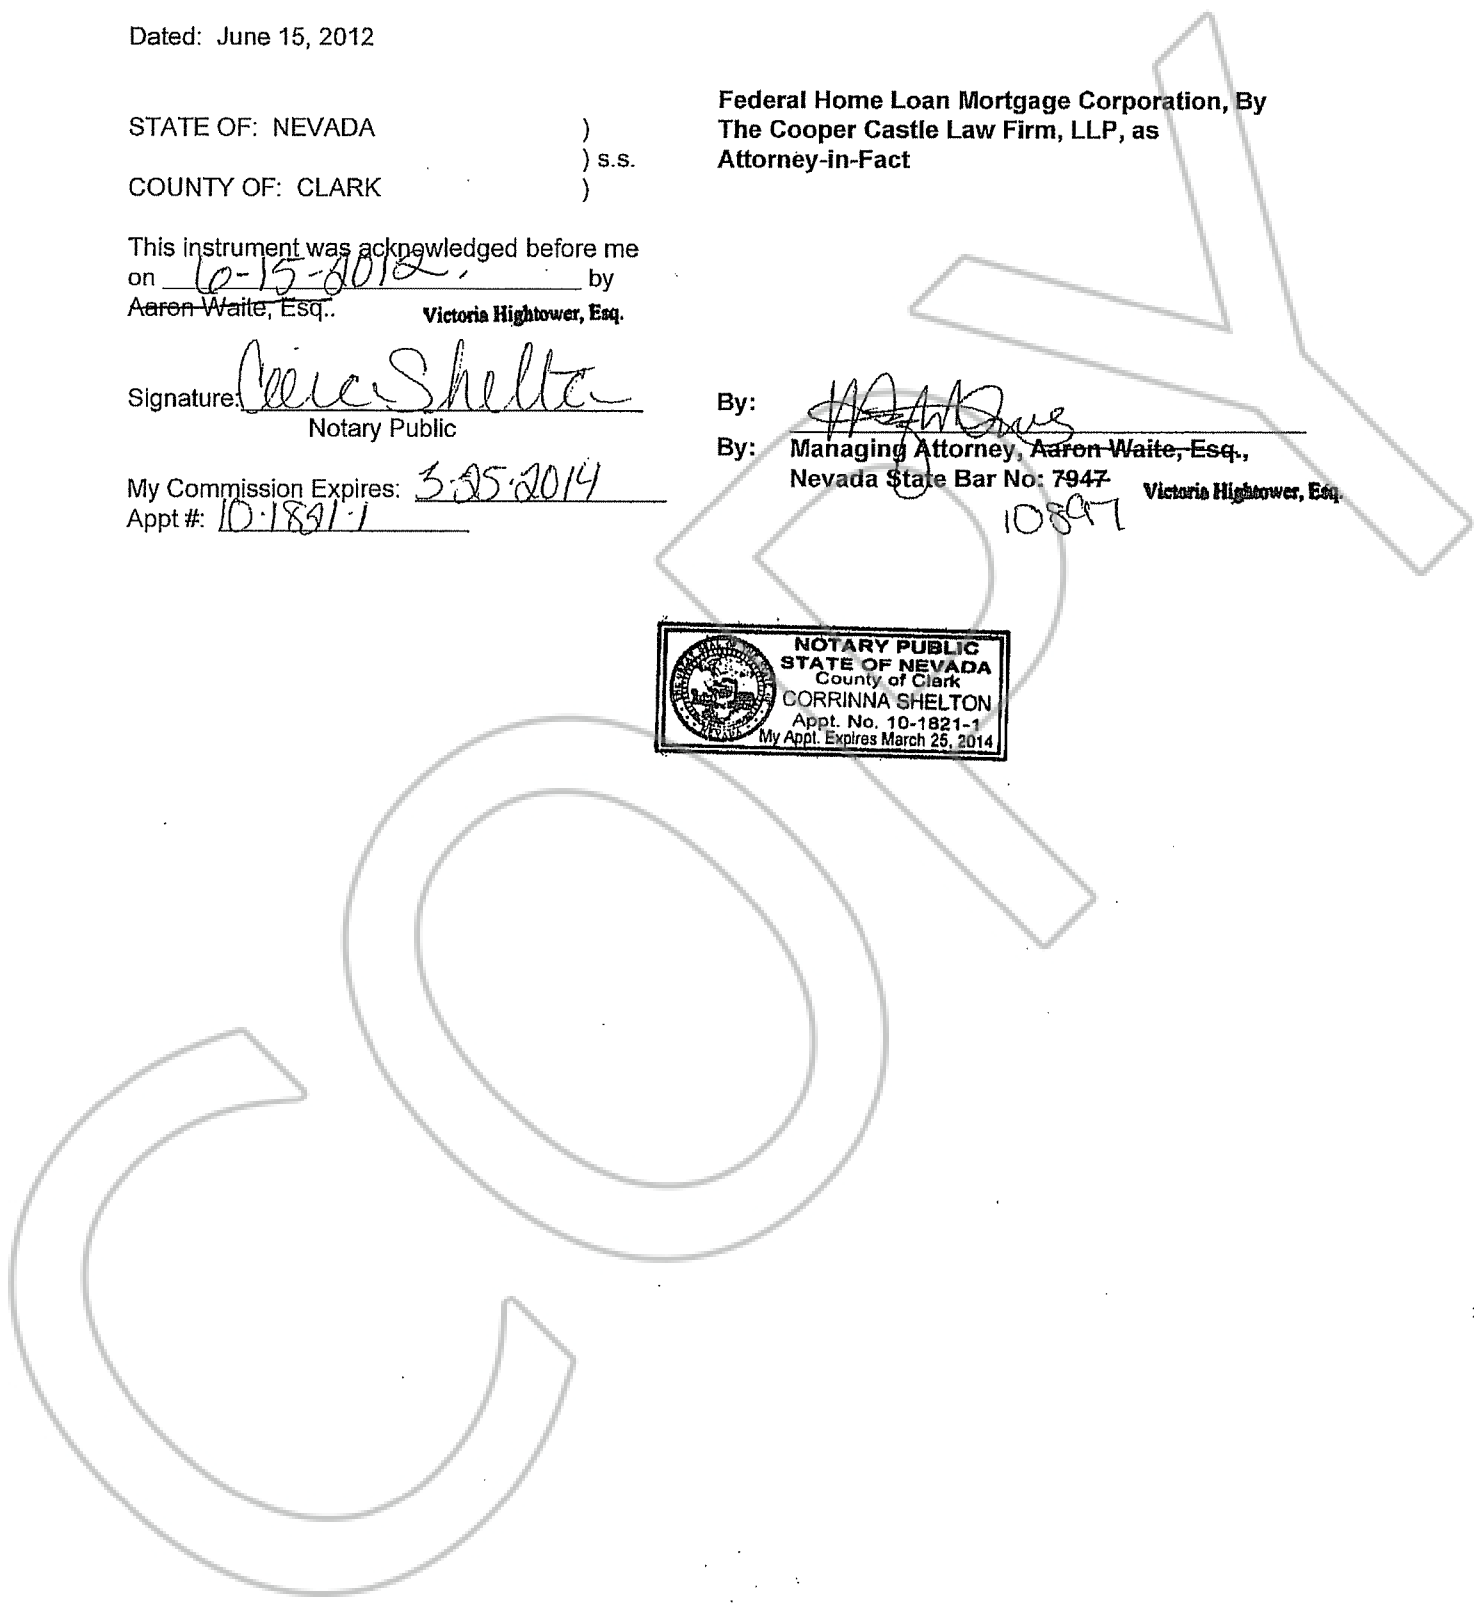 Dated: June 15, 2012
STATE OF: NEVADA )
) s.s.
COUNTY OF: CLARK )
This instrument was acknowledged before me
on 6-15-2012. by
Aaron Waite, Esq.. Victoria Hightower, Esq.
Signature:
Notary Public
My Commission Expires: 3-25-2014
Appt #: 10-1821-1
Federal Home Loan Mortgage Corporation, By
The Cooper Castle Law Firm, LLP, as
Attorney-in-Fact
By:
By: Managing Attorney, Aaron Waite, Esq.,
Nevada State Bar No: 7947 Victoria Hightower, Esq.
10897
NOTARY PUBLIC
STATE OF NEVADA
County of Clark
CORRINNA SHELTON
Appt. No. 10-1821-1
My Appt. Expires March 25, 2014
NEVADA
COPY